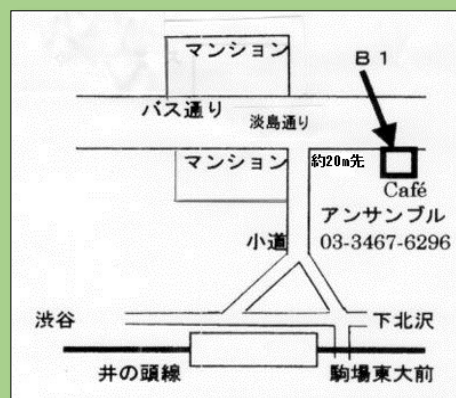 マンション
B1
バス通り
淡島通り
マンション
約20m先
Café
アンサンブル
小道
03-3467-6296
渋谷
下北沢
井の頭線
駒場東大前